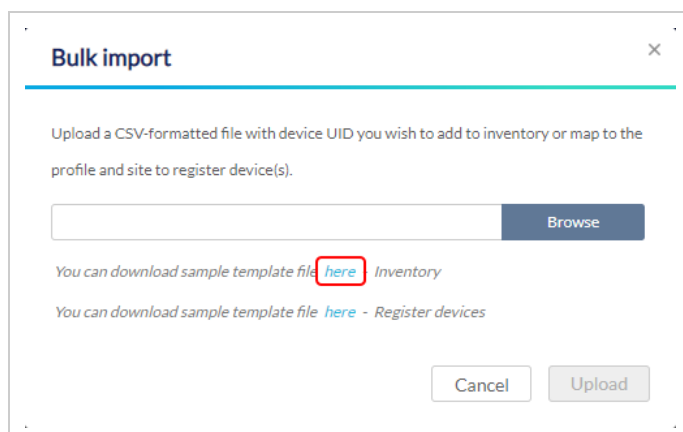 Bulk import
Upload a CSV-formatted file with device UID you wish to add to inventory or map to the
profile and site to register device(s).
Browse
You can download sample template file here - Inventory
You can download sample template file here - Register devices
Cancel
Upload